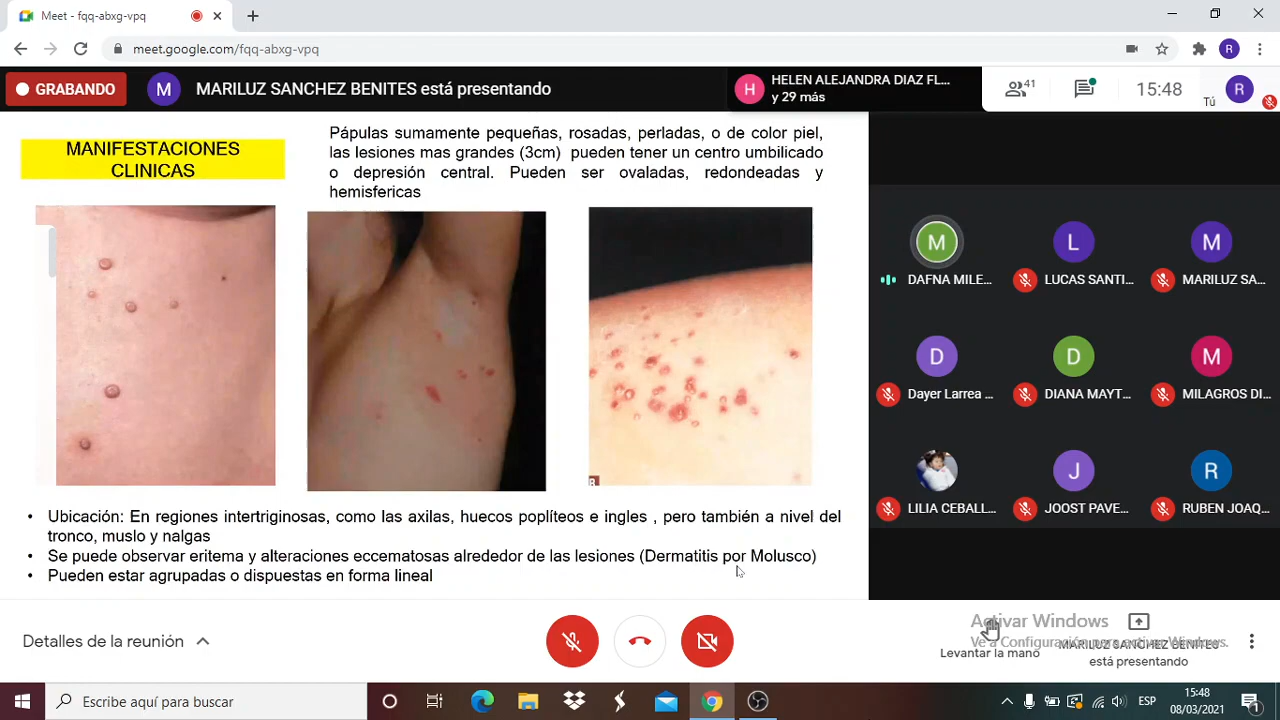 Meet - fqq-abxg-vpq
meet.google.com/fqq-abxg-vpq
R
GRABANDO
M
MARILUZ SANCHEZ BENITES está presentando
H
HELEN ALEJANDRA DIAZ FL...
y 29 más
41
15:48
Tú
R
MANIFESTACIONES
CLINICAS
Pápulas sumamente pequeñas, rosadas, perladas, o de color piel,
las lesiones mas grandes (3cm) pueden tener un centro umbilicado
o depresión central. Pueden ser ovaladas, redondeadas y
hemisfericas
B
Ubicación: En regiones intertriginosas, como las axilas, huecos poplíteos e ingles , pero también a nivel del
tronco, muslo y nalgas
Se puede observar eritema y alteraciones eccematosas alrededor de las lesiones (Dermatitis por Molusco)
Pueden estar agrupadas o dispuestas en forma lineal
M
L
M
DAFNA MILE...
LUCAS SANTI...
MARILUZ SA...
D
D
M
Dayer Larrea ...
DIANA MAYT...
MILAGROS DI...
J
R
LILIA CEBALL...
JOOST PAVE...
RUBEN JOAQ...
Detalles de la reunión
Activar Windows
Ve a Configuración para activar Windows.
Levantar la mano
MARILUZ SANCHEZ BENITES
está presentando
Escribe aquí para buscar
ESP
15:48
08/03/2021